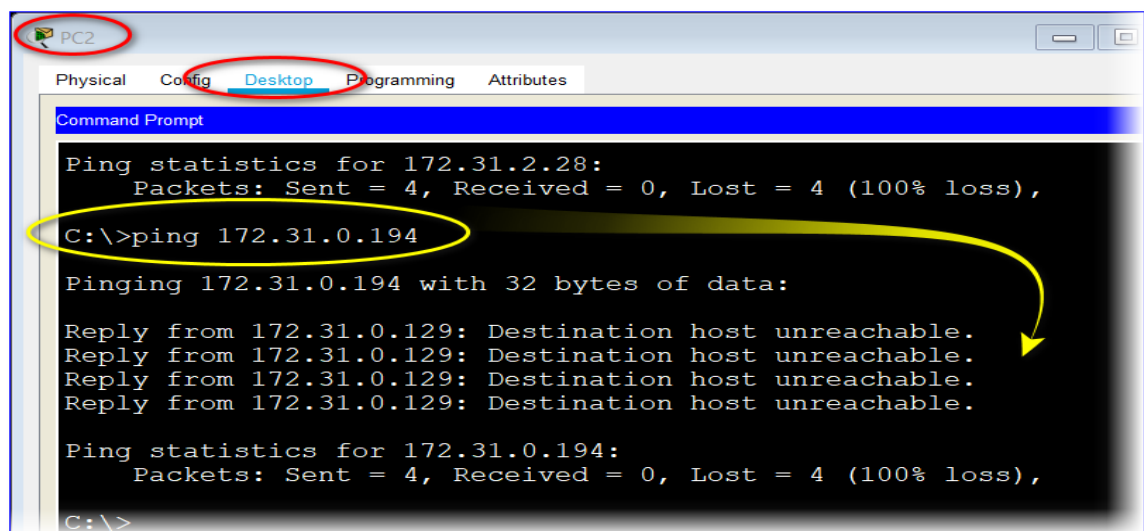 PC2
Physical Config Desktop Programming Attributes
Command Prompt
Ping statistics for 172.31.2.28:
    Packets: Sent = 4, Received = 0, Lost = 4 (100% loss),
C:\>ping 172.31.0.194
Pinging 172.31.0.194 with 32 bytes of data:
Reply from 172.31.0.129: Destination host unreachable.
Reply from 172.31.0.129: Destination host unreachable.
Reply from 172.31.0.129: Destination host unreachable.
Reply from 172.31.0.129: Destination host unreachable.
Ping statistics for 172.31.0.194:
    Packets: Sent = 4, Received = 0, Lost = 4 (100% loss),
C:\>